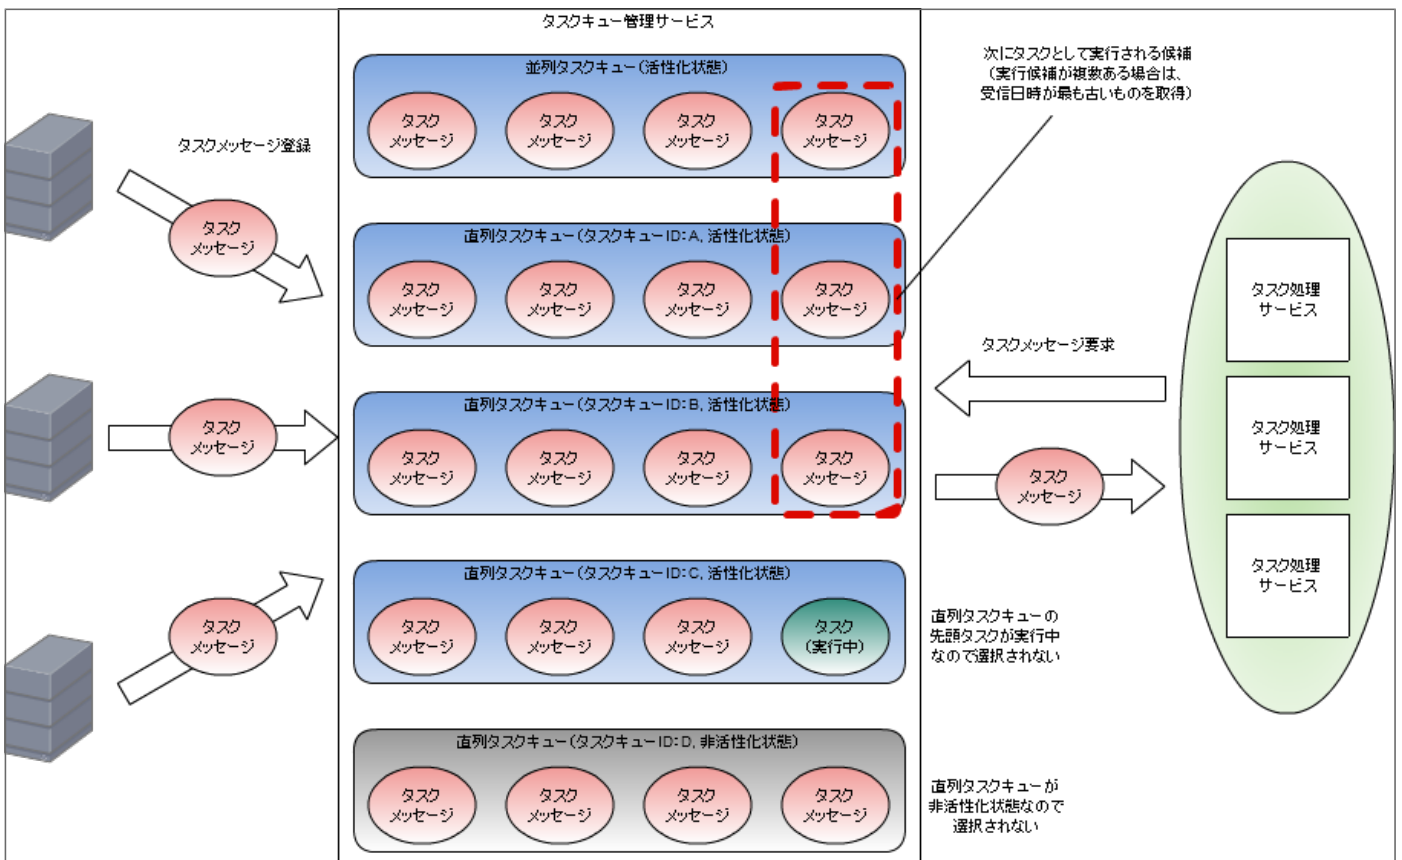 タスクキュー管理サービス
並列タスクキュー(活性化状態)
タスク
メッセージ
タスク
メッセージ
タスク
メッセージ
タスク
メッセージ
次にタスクとして実行される候補
(実行候補が複数ある場合は、
受信日時が最も古いものを取得)
タスクメッセージ登録
タスク
メッセージ
直列タスクキュー(タスクキューID:A, 活性化状態)
タスク
メッセージ
タスク
メッセージ
タスク
メッセージ
タスク
メッセージ
タスクメッセージ要求
タスク処理
サービス
タスク
メッセージ
直列タスクキュー(タスクキューID:B, 活性化状態)
タスク
メッセージ
タスク
メッセージ
タスク
メッセージ
タスク
メッセージ
タスク
メッセージ
タスク処理
サービス
タスク
メッセージ
直列タスクキュー(タスクキューID:C, 活性化状態)
タスク
メッセージ
タスク
メッセージ
タスク
メッセージ
タスク
(実行中)
直列タスクキューの
先頭タスクが実行中
なので選択されない
タスク処理
サービス
直列タスクキュー(タスクキューID:D, 非活性化状態)
タスク
メッセージ
タスク
メッセージ
タスク
メッセージ
タスク
メッセージ
直列タスクキューが
非活性化状態なので
選択されない